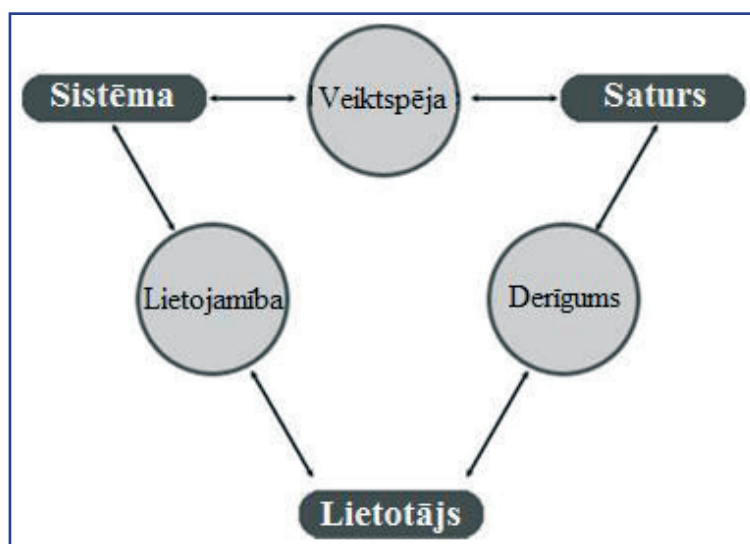 Sistēma
Veiktspēja
Saturs
Lietojamība
Derīgums
Lietotājs